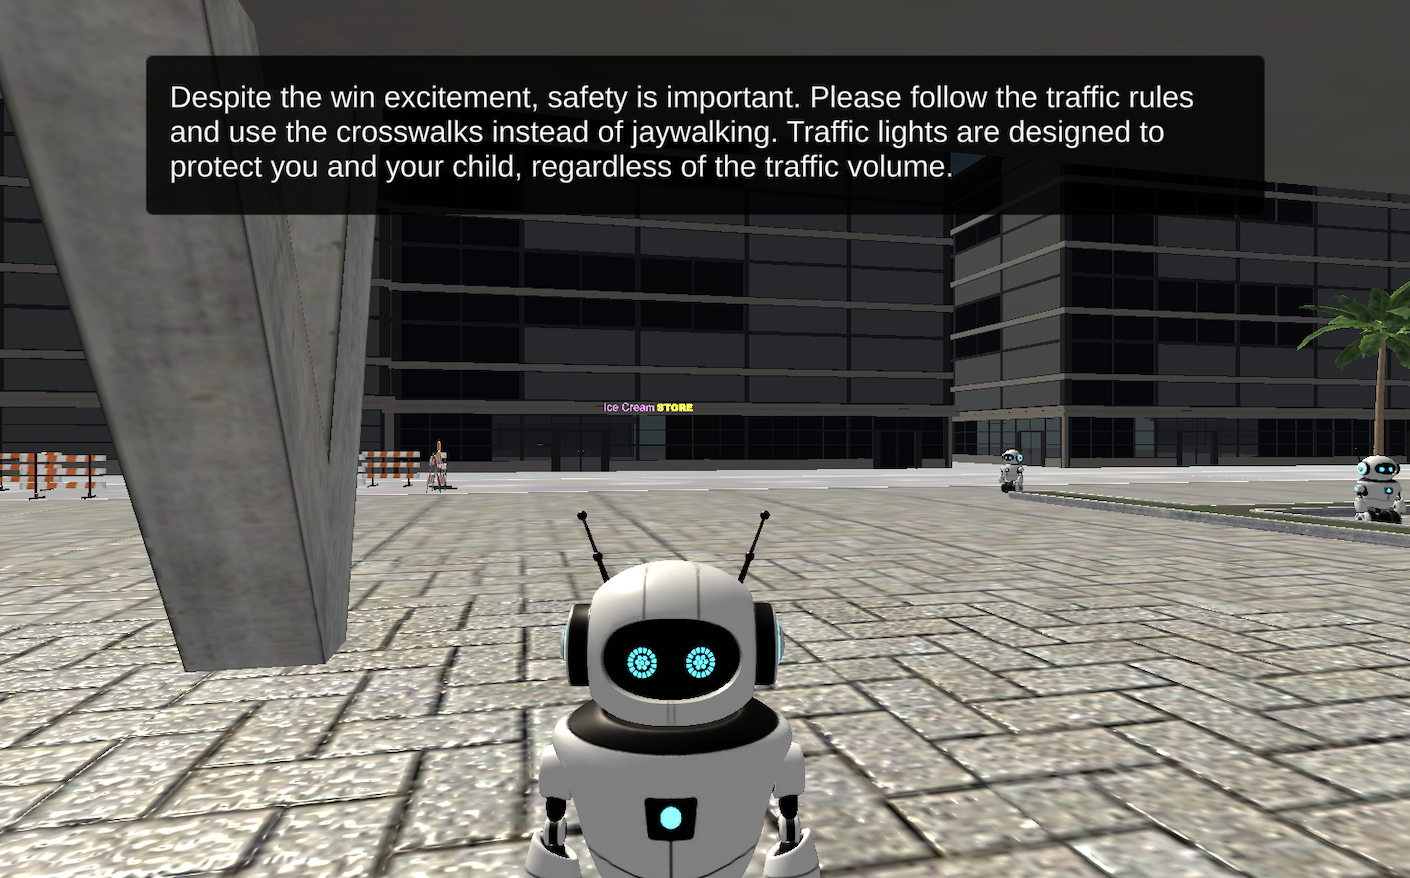 Despite the win excitement, safety is important. Please follow the traffic rules
and use the crosswalks instead of jaywalking. Traffic lights are designed to
protect you and your child, regardless of the traffic volume.
Ice Cream STORE